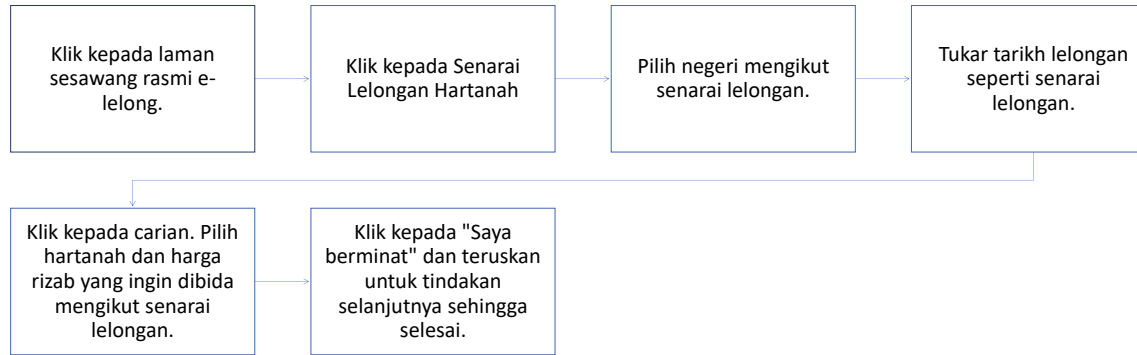 Klik kepada laman
sesawang rasmi e-
lelong.
Klik kepada Senarai
Lelongan Hartanah
Pilih negeri mengikut
senarai lelongan.
Tukar tarikh lelongan
seperti senarai
lelongan.
Klik kepada carian. Pilih
hartanah dan harga
rizab yang ingin dibida
mengikut senarai
lelongan.
Klik kepada "Saya
berminat" dan teruskan
untuk tindakan
selanjutnya sehingga
selesai.